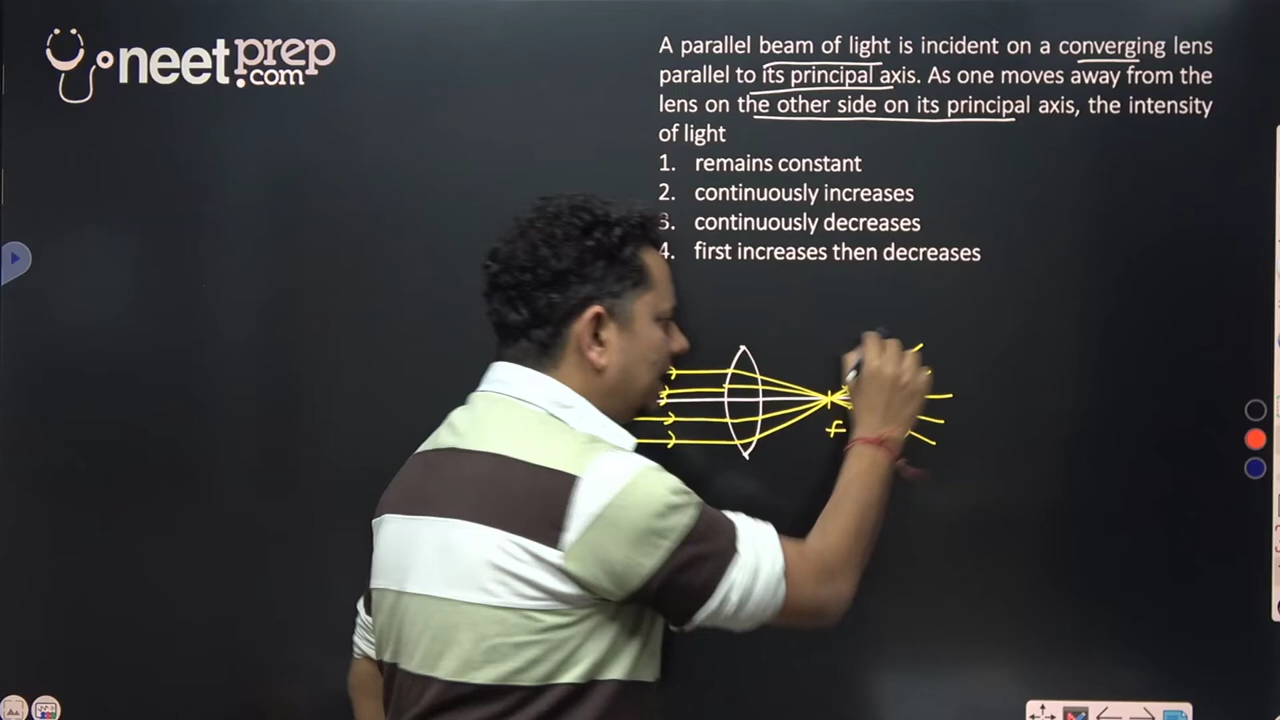 neetprep
.com
A parallel beam of light is incident on a converging lens
parallel to its principal axis. As one moves away from the
lens on the other side on its principal axis, the intensity
of light
1. remains constant
2. continuously increases
3. continuously decreases
4. first increases then decreases
f